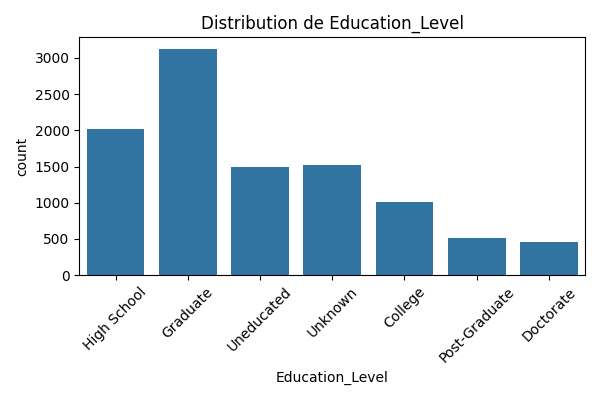 Distribution de Education_Level
3000
2500
2000
1500
1000
500
0
count
High School
Graduate
Uneducated
Unknown
College
Post-Graduate
Doctorate
Education_Level